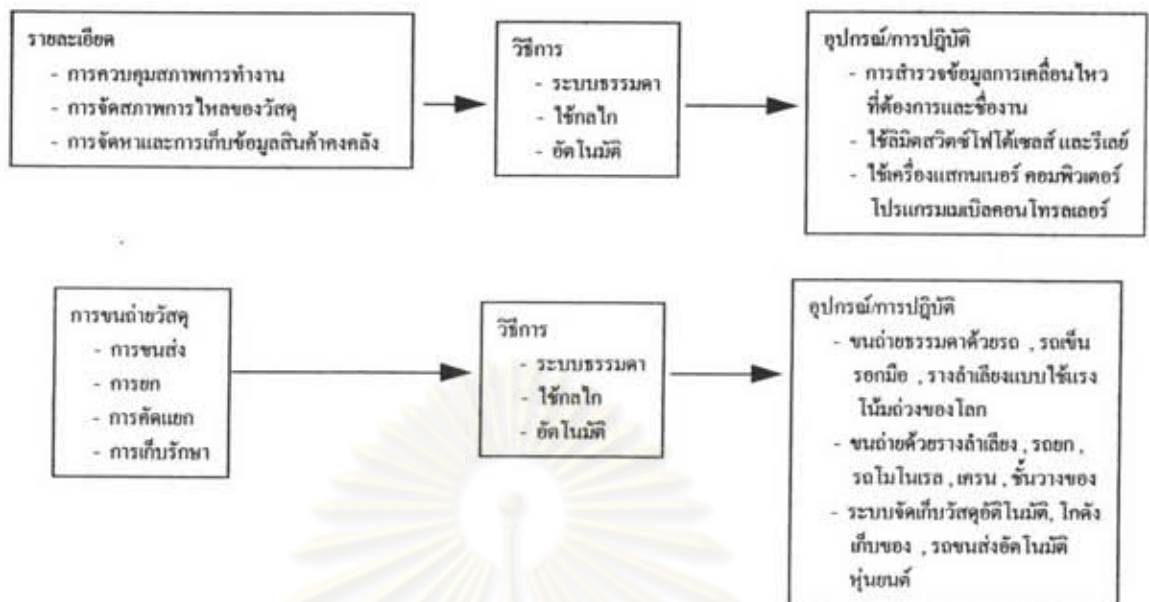 รายละเอียด
- การควบคุมสภาพการทำงาน
- การจัดสภาพการไหลของวัสดุ
- การจัดหาและการเก็บข้อมูลสินค้าคงคลัง
วิธีการ
- ระบบธรรมดา
- ใช้กลไก
- อัตโนมัติ
อุปกรณ์/การปฎิบัติ
- การสำรวจข้อมูลการเคลื่อนไหว
ที่ต้องการและชื่องาน
- ใช้ลิมิตสวิตซ์โฟโต้เซลส์ และรีเลย์
- ใช้เครื่องแสกนเนอร์ คอมพิวเตอร์
โปรแกรมเมเบิลคอนโทรลเลอร์
การขนถ่ายวัสดุ
- การขนส่ง
- การยก
- การคัดแยก
- การเก็บรักษา
วิธีการ
- ระบบธรรมดา
- ใช้กลไก
- อัตโนมัติ
อุปกรณ์/การปฎิบัติ
- ขนถ่ายธรรมดาด้วยรถ , รถเข็น
รอกมือ , รางลำเลียงแบบใช้แรง
โน้มถ่วงของโลก
- ขนถ่ายด้วยรางลำเลียง , รถยก ,
รถโมโนเรล , เครน , ชั้นวางของ
- ระบบจัดเก็บวัสดุอัติโนมัติ, โกดัง
เก็บของ , รถขนส่งอัตโนมัติ
หุ่นยนต์